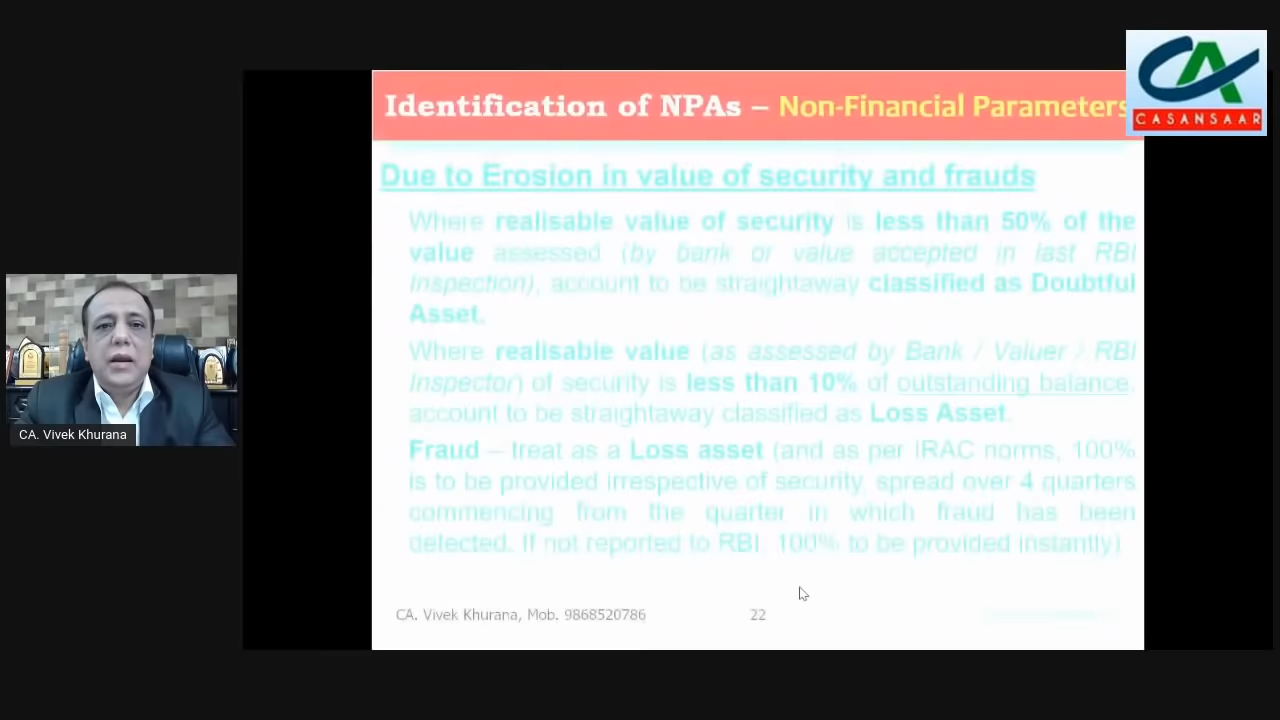 Identification of NPAs – Non-Financial Parameters
CASANSAAR
Due to Erosion in value of security and frauds
Where realisable value of security is less than 50% of the
value assessed (by bank or value accepted in last RBI
Inspection), account to be straightaway classified as Doubtful
Asset.
Where realisable value (as assessed by Bank / Valuer / RBI
Inspector) of security is less than 10% of outstanding balance,
account to be straightaway classified as Loss Asset.
Fraud – treat as a Loss asset (and as per IRAC norms, 100%
is to be provided irrespective of security, spread over 4 quarters
commencing from the quarter in which fraud has been
detected. If not reported to RBI, 100% to be provided instantly)
CA. Vivek Khurana, Mob. 9868520786 22
CA. Vivek Khurana